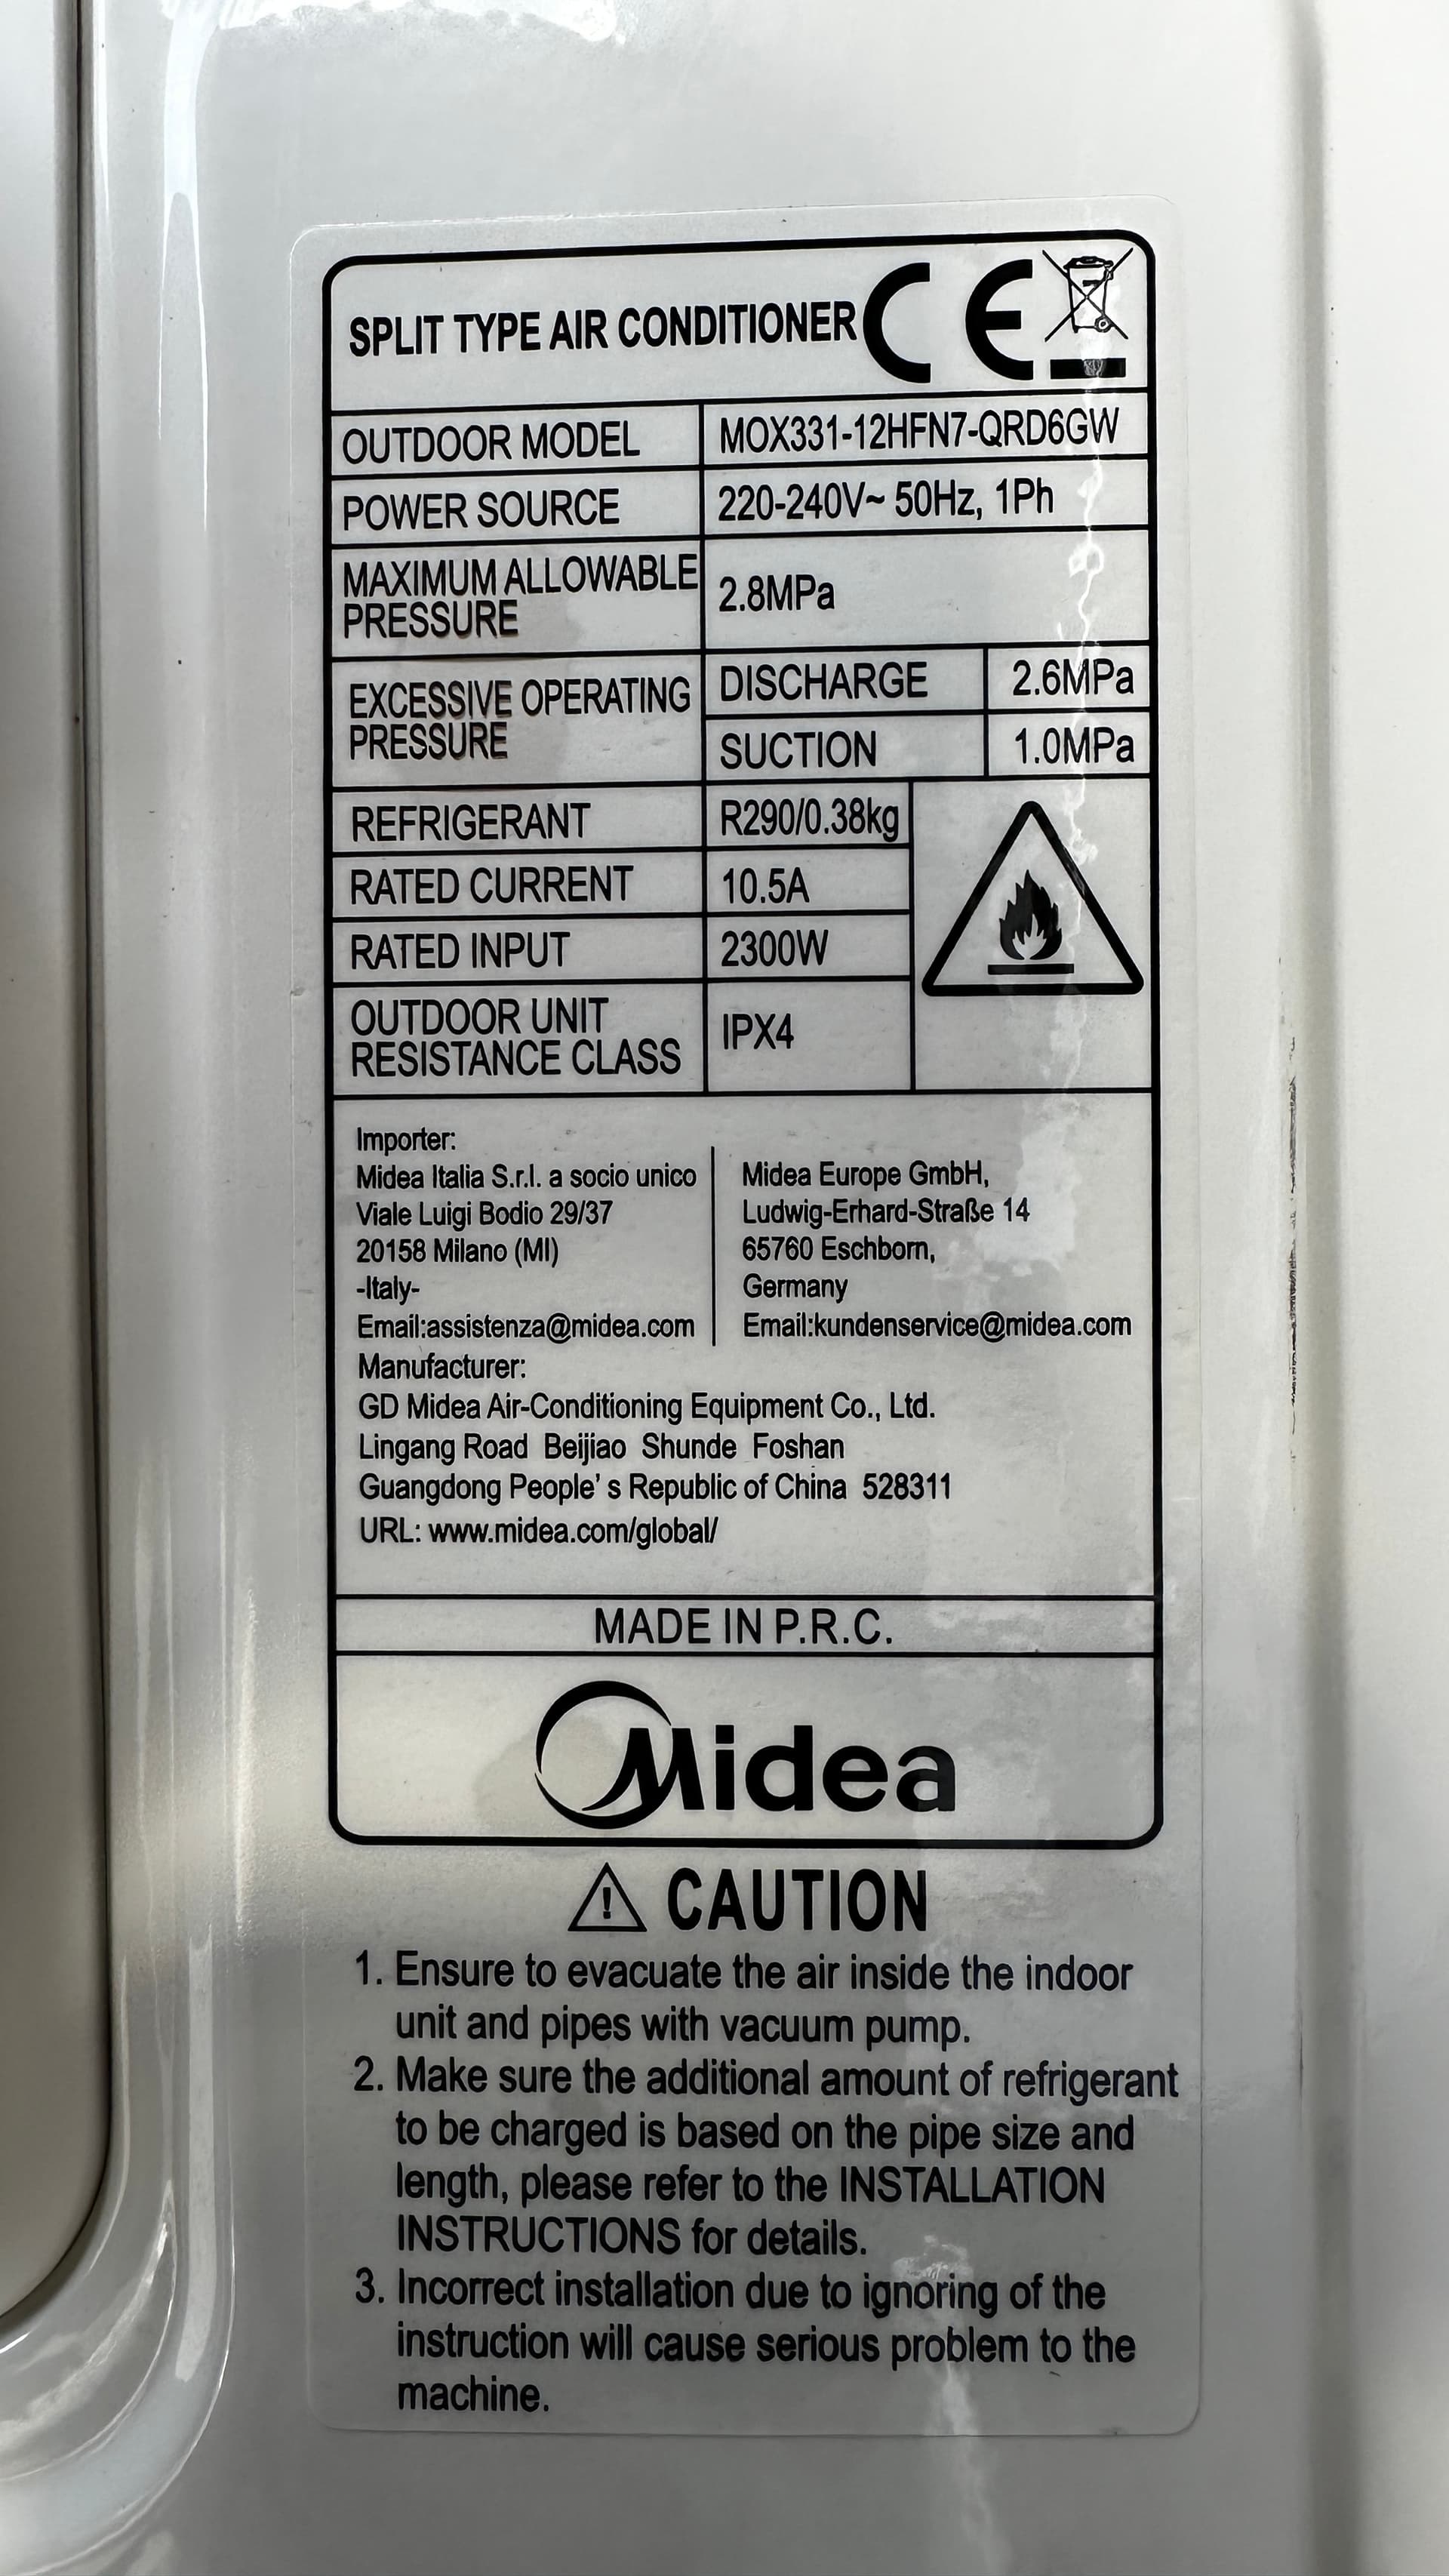 SPLIT TYPE AIR CONDITIONER CE
OUTDOOR MODEL MOX331-12HFN7-QRD6GW
POWER SOURCE 220-240V~ 50Hz, 1Ph
MAXIMUM ALLOWABLE
PRESSURE
2.8MPa
EXCESSIVE OPERATING
PRESSURE
DISCHARGE 2.6MPa
SUCTION 1.0MPa
REFRIGERANT R290/0.38kg
RATED CURRENT 10.5A
RATED INPUT 2300W
OUTDOOR UNIT
RESISTANCE CLASS
IPX4
Importer:
Midea Italia S.r.l. a socio unico
Viale Luigi Bodio 29/37
20158 Milano (MI)
-Italy-
Email:assistenza@midea.com
Midea Europe GmbH,
Ludwig-Erhard-Straße 14
65760 Eschborn,
Germany
Email:kundenservice@midea.com
Manufacturer:
GD Midea Air-Conditioning Equipment Co., Ltd.
Lingang Road Beijiao Shunde Foshan
Guangdong People' s Republic of China 528311
URL: www.midea.com/global/
MADE IN P.R.C.
Midea
CAUTION
1. Ensure to evacuate the air inside the indoor
unit and pipes with vacuum pump.
2. Make sure the additional amount of refrigerant
to be charged is based on the pipe size and
length, please refer to the INSTALLATION
INSTRUCTIONS for details.
3. Incorrect installation due to ignoring of the
instruction will cause serious problem to the
machine.